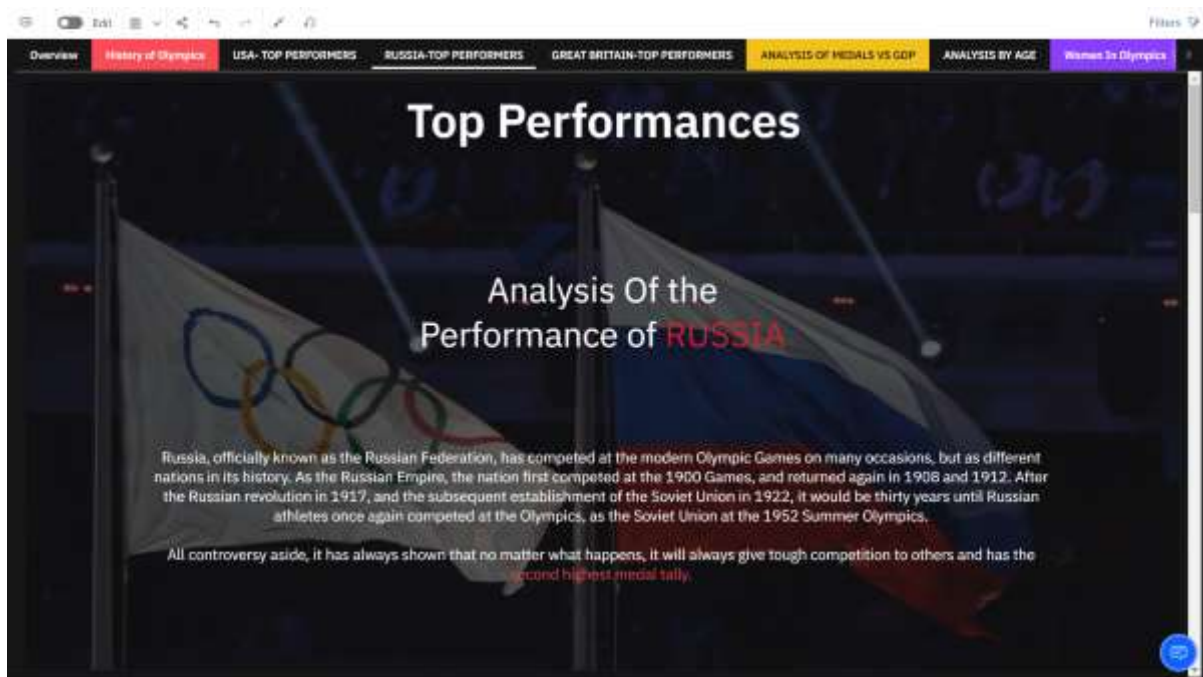 Edit
Filters
Overview
History of Olympics
USA- TOP PERFORMERS
RUSSIA-TOP PERFORMERS
GREAT BRITAIN-TOP PERFORMERS
ANALYSIS OF MEDALS VS GDP
ANALYSIS BY AGE
Women In Olympics
Top Performances
Analysis Of the
Performance of RUSSIA
Russia, officially known as the Russian Federation, has competed at the modern Olympic Games on many occasions, but as different
nations in its history. As the Russian Empire, the nation first competed at the 1900 Games, and returned again in 1908 and 1912. After
the Russian revolution in 1917, and the subsequent establishment of the Soviet Union in 1922, it would be thirty years until Russian
athletes once again competed at the Olympics, as the Soviet Union at the 1952 Summer Olympics.
All controversy aside, it has always shown that no matter what happens, it will always give tough competition to others and has the
second highest medal tally.